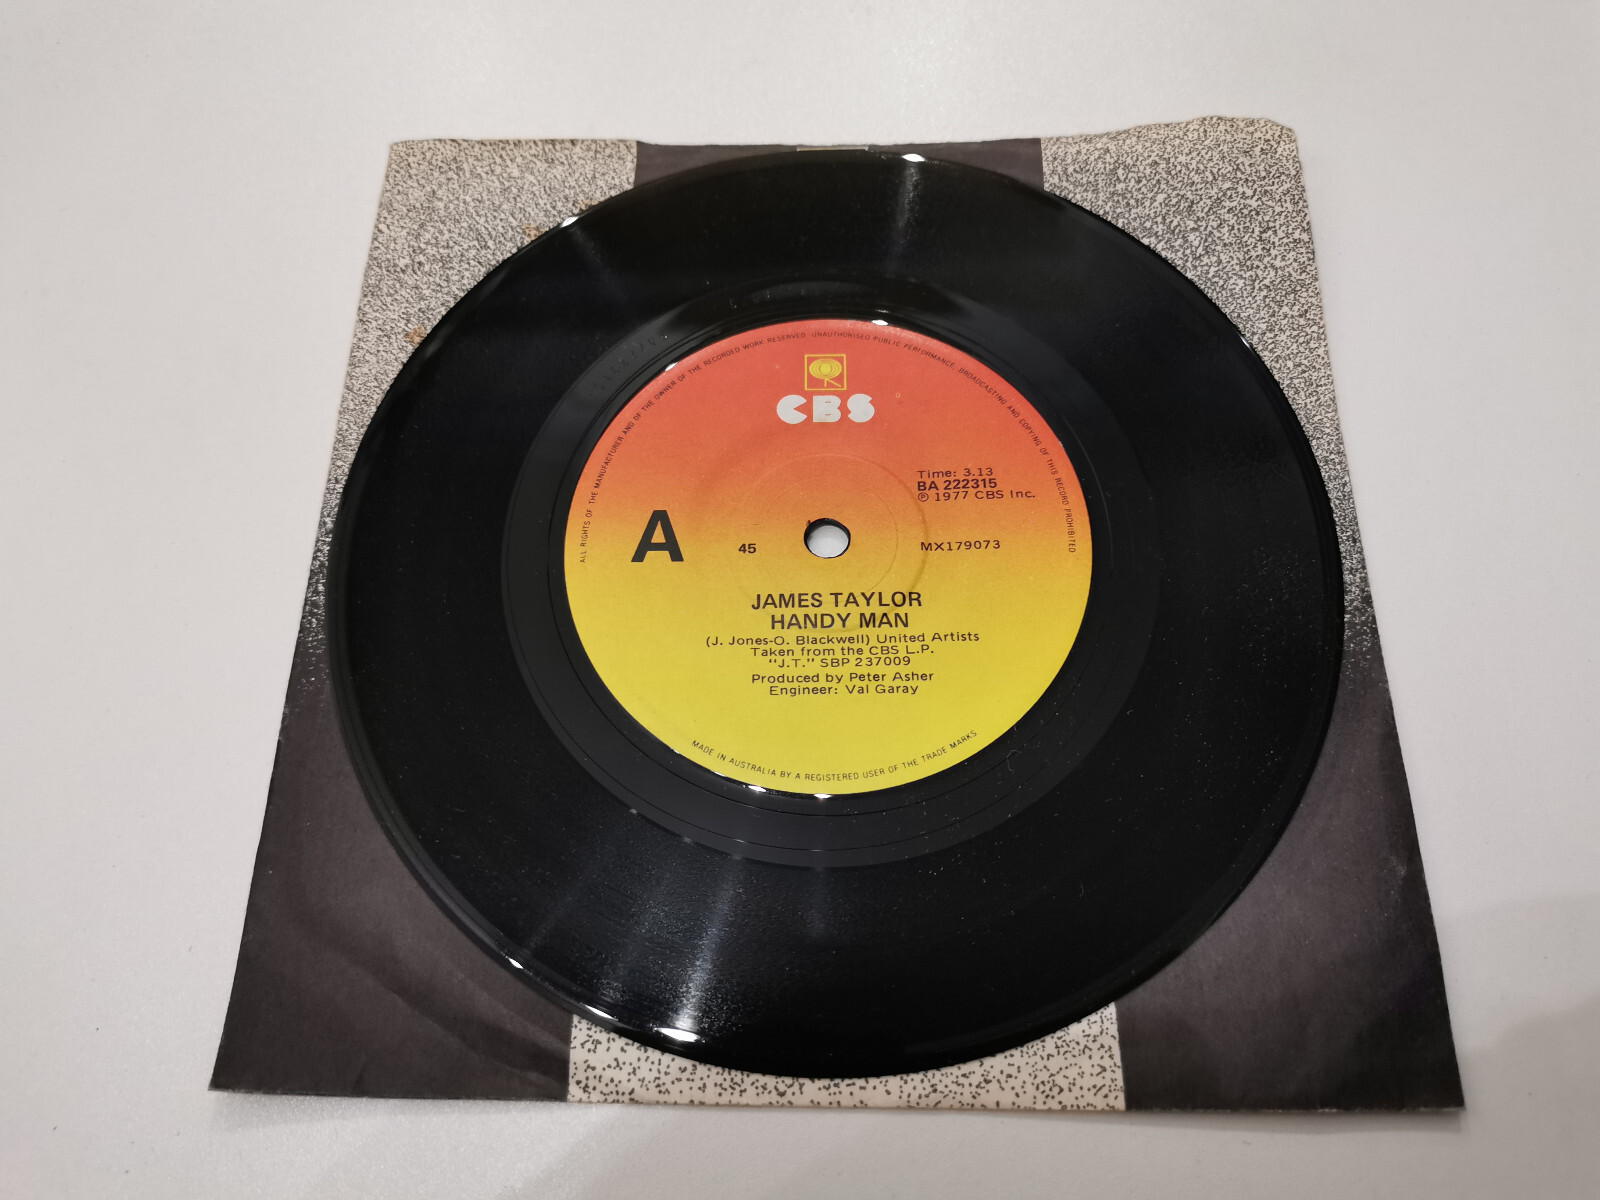 ALL RIGHTS OF THE MANUFACTURER AND OF THE OWNER OF THE RECORDED WORK RESERVED · UNAUTHORISED PUBLIC PERFORMANCE, BROADCASTING AND COPYING OF THIS RECORD PROHIBITED
CBS
Time: 3.13
BA 222315
℗ 1977 CBS Inc.
A
45
MX179073
JAMES TAYLOR
HANDY MAN
(J. Jones-O. Blackwell) United Artists
Taken from the CBS L.P.
"J.T." SBP 237009
Produced by Peter Asher
Engineer: Val Garay
MADE IN AUSTRALIA BY A REGISTERED USER OF THE TRADE MARKS